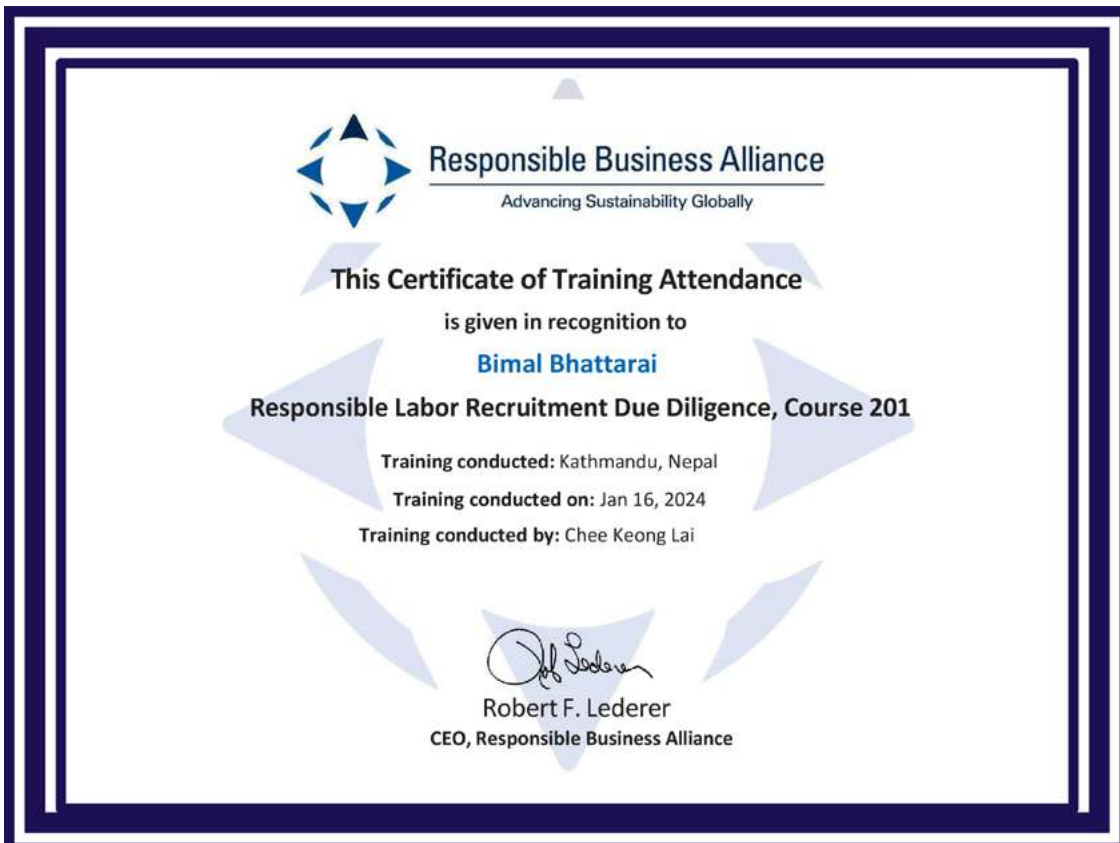 Responsible Business Alliance
Advancing Sustainability Globally
This Certificate of Training Attendance
is given in recognition to
Bimal Bhattarai
Responsible Labor Recruitment Due Diligence, Course 201
Training conducted: Kathmandu, Nepal
Training conducted on: Jan 16, 2024
Training conducted by: Chee Keong Lai
Rob Lederer
Robert F. Lederer
CEO, Responsible Business Alliance